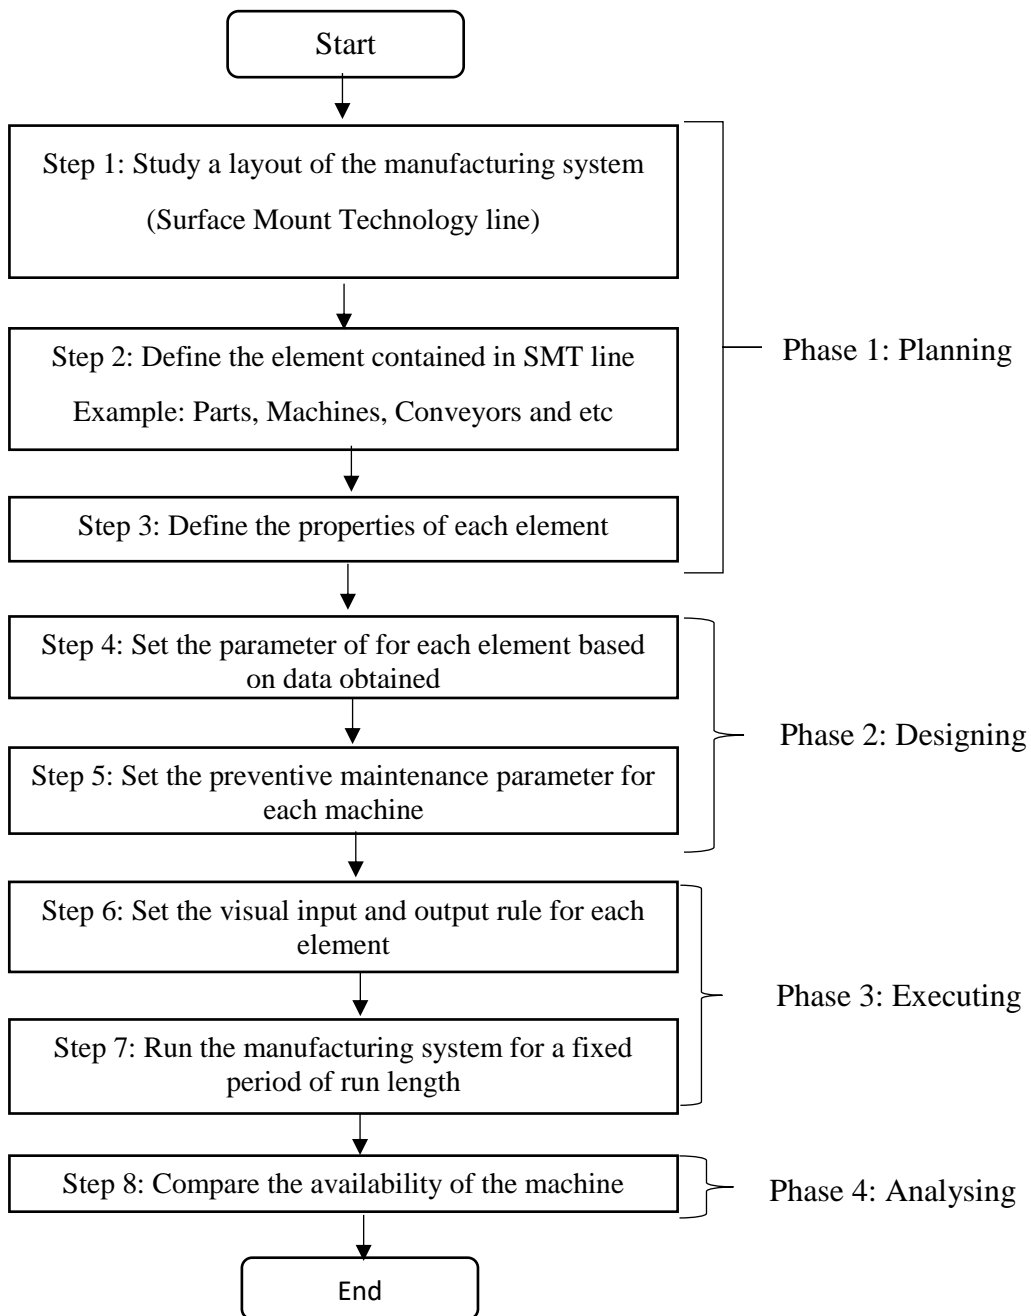 Start
Step 1: Study a layout of the manufacturing system
(Surface Mount Technology line)
Step 2: Define the element contained in SMT line
Example: Parts, Machines, Conveyors and etc
Phase 1: Planning
Step 3: Define the properties of each element
Step 4: Set the parameter of for each element based
on data obtained
Phase 2: Designing
Step 5: Set the preventive maintenance parameter for
each machine
Step 6: Set the visual input and output rule for each
element
Phase 3: Executing
Step 7: Run the manufacturing system for a fixed
period of run length
Step 8: Compare the availability of the machine
Phase 4: Analysing
End